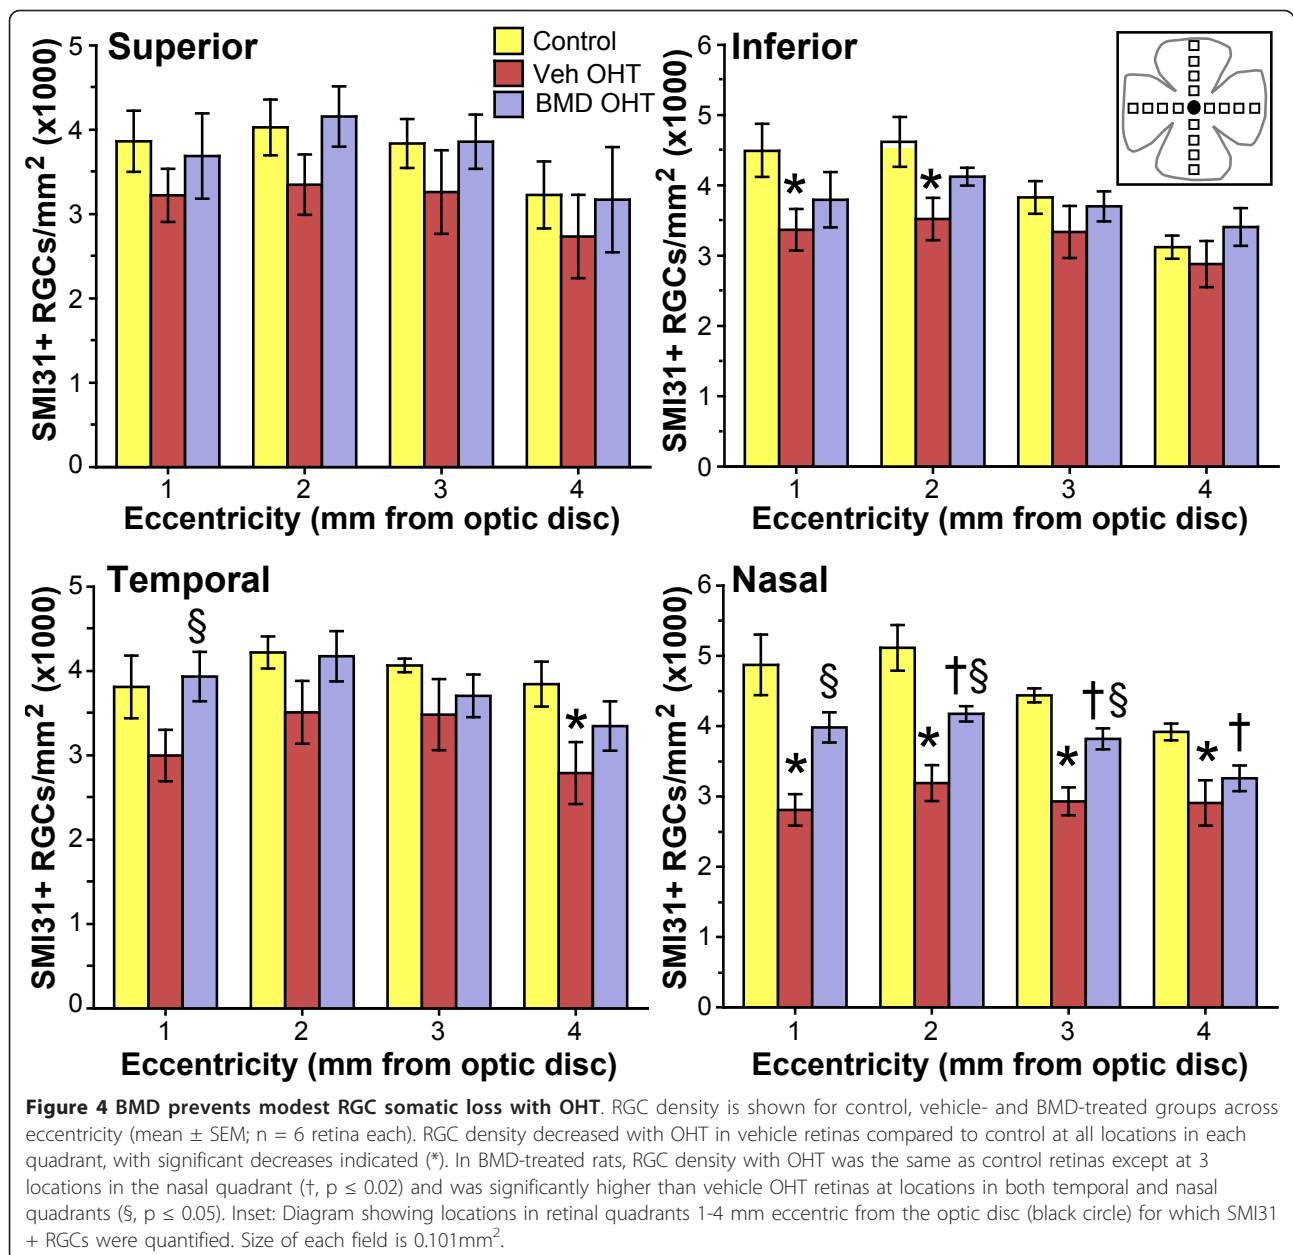 Superior
Control
Veh OHT
BMD OHT
SMI31+ RGCs/mm² (x1000)
5
4
3
2
1
0
1 2 3 4
Eccentricity (mm from optic disc)
Inferior
SMI31+ RGCs/mm² (x1000)
6
5
4
3
2
1
0
* *
1 2 3 4
Eccentricity (mm from optic disc)
Temporal
SMI31+ RGCs/mm² (x1000)
5
4
3
2
1
0
§ *
1 2 3 4
Eccentricity (mm from optic disc)
Nasal
SMI31+ RGCs/mm² (x1000)
6
5
4
3
2
1
0
* § * †§ * †§ * †
1 2 3 4
Eccentricity (mm from optic disc)
Figure 4 BMD prevents modest RGC somatic loss with OHT. RGC density is shown for control, vehicle- and BMD-treated groups across
eccentricity (mean ± SEM; n = 6 retina each). RGC density decreased with OHT in vehicle retinas compared to control at all locations in each
quadrant, with significant decreases indicated (*). In BMD-treated rats, RGC density with OHT was the same as control retinas except at 3
locations in the nasal quadrant (†, p ≤ 0.02) and was significantly higher than vehicle OHT retinas at locations in both temporal and nasal
quadrants (§, p ≤ 0.05). Inset: Diagram showing locations in retinal quadrants 1-4 mm eccentric from the optic disc (black circle) for which SMI31
+ RGCs were quantified. Size of each field is 0.101mm².